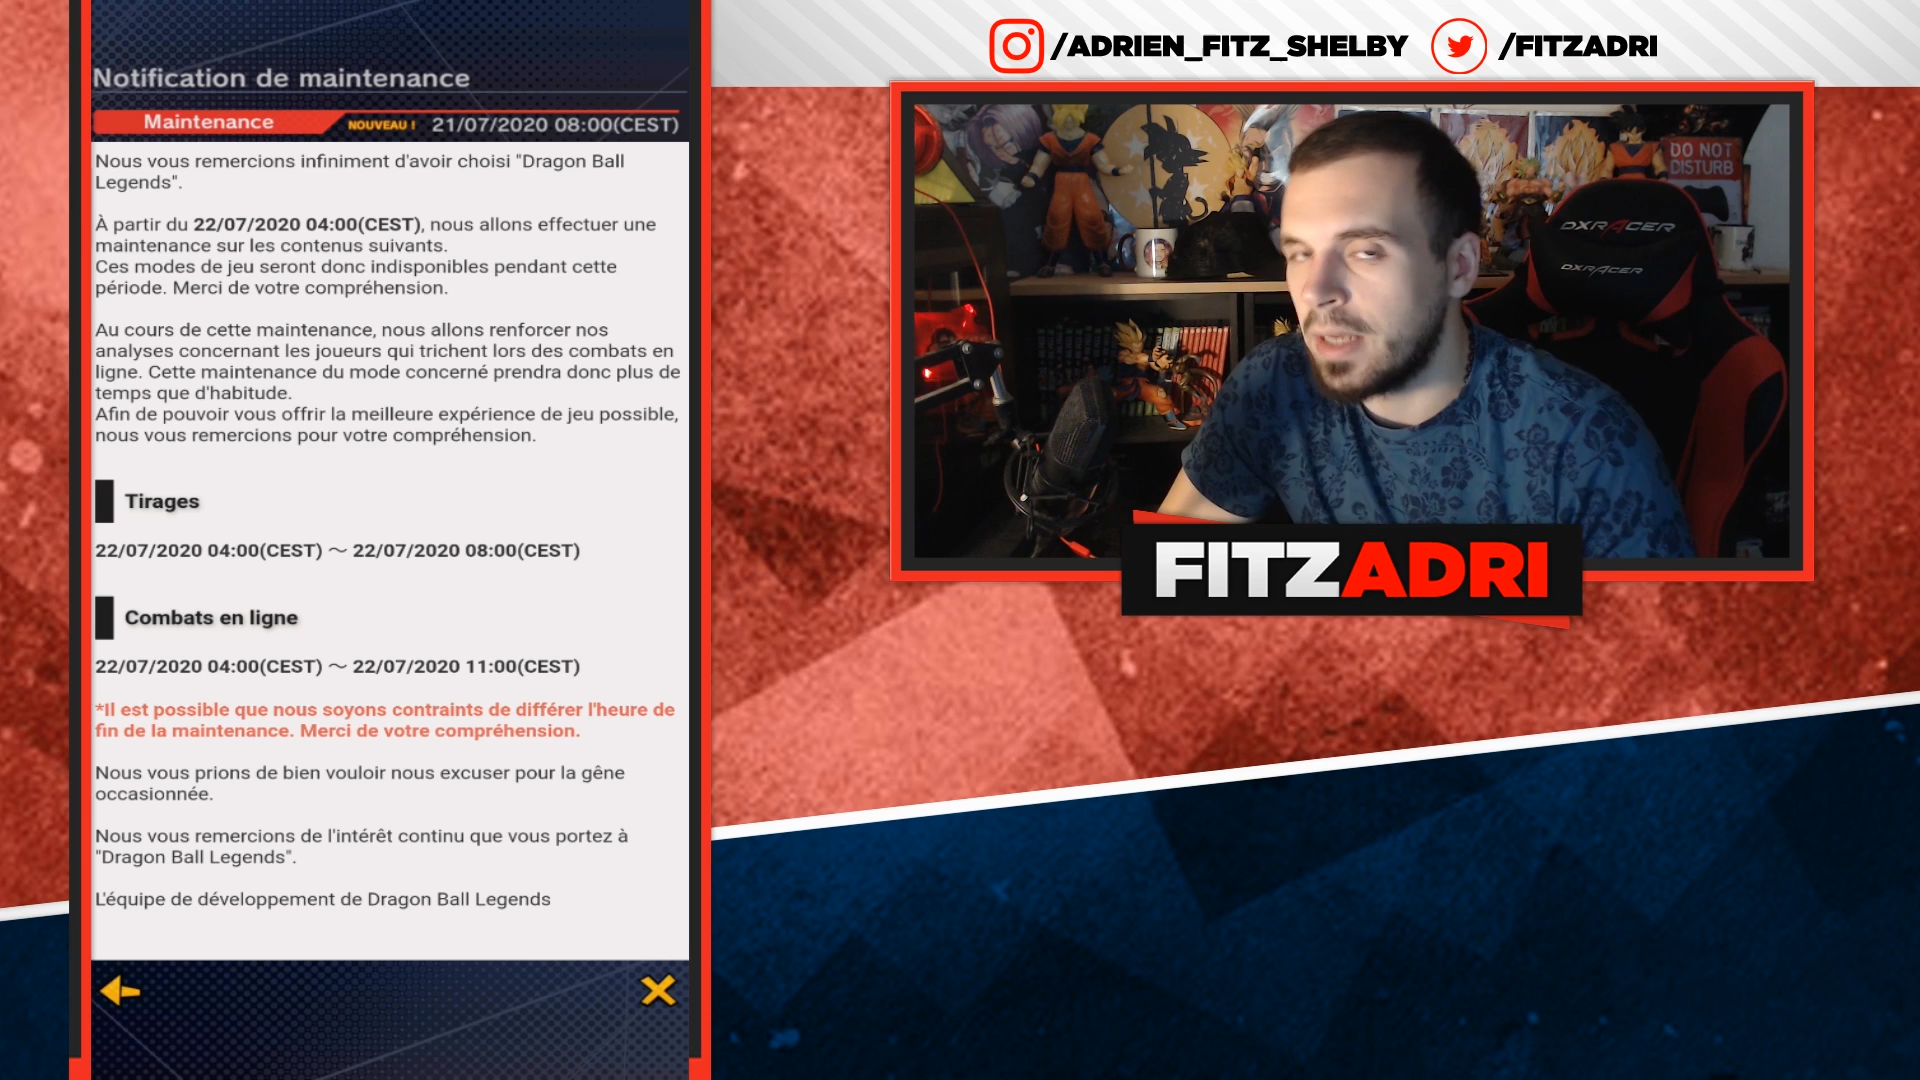 Notification de maintenance
Maintenance NOUVEAU ! 21/07/2020 08:00(CEST)
Nous vous remercions infiniment d'avoir choisi "Dragon Ball
Legends".
À partir du 22/07/2020 04:00(CEST), nous allons effectuer une
maintenance sur les contenus suivants.
Ces modes de jeu seront donc indisponibles pendant cette
période. Merci de votre compréhension.
Au cours de cette maintenance, nous allons renforcer nos
analyses concernant les joueurs qui trichent lors des combats en
ligne. Cette maintenance du mode concerné prendra donc plus de
temps que d'habitude.
Afin de pouvoir vous offrir la meilleure expérience de jeu possible,
nous vous remercions pour votre compréhension.
Tirages
22/07/2020 04:00(CEST) ～ 22/07/2020 08:00(CEST)
Combats en ligne
22/07/2020 04:00(CEST) ～ 22/07/2020 11:00(CEST)
*Il est possible que nous soyons contraints de différer l'heure de
fin de la maintenance. Merci de votre compréhension.
Nous vous prions de bien vouloir nous excuser pour la gêne
occasionnée.
Nous vous remercions de l'intérêt continu que vous portez à
"Dragon Ball Legends".
L'équipe de développement de Dragon Ball Legends
/ADRIEN_FITZ_SHELBY /FITZADRI
DO NOT
DISTURB
DXRACER
DXRACER
FITZADRI